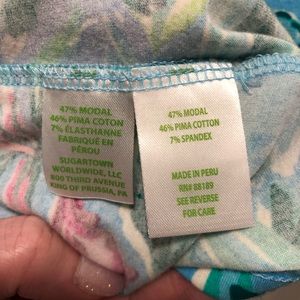 47% MODAL
46% PIMA COTTON
7% ÉLASTHANNE
FABRIQUÉ EN
PÉROU
SUGARTOWN
WORLDWIDE, LLC
800 THIRD AVENUE
KING OF PRUSSIA, PA
47% MODAL
46% PIMA COTTON
7% SPANDEX
MADE IN PERU
RN# 88189
SEE REVERSE
FOR CARE